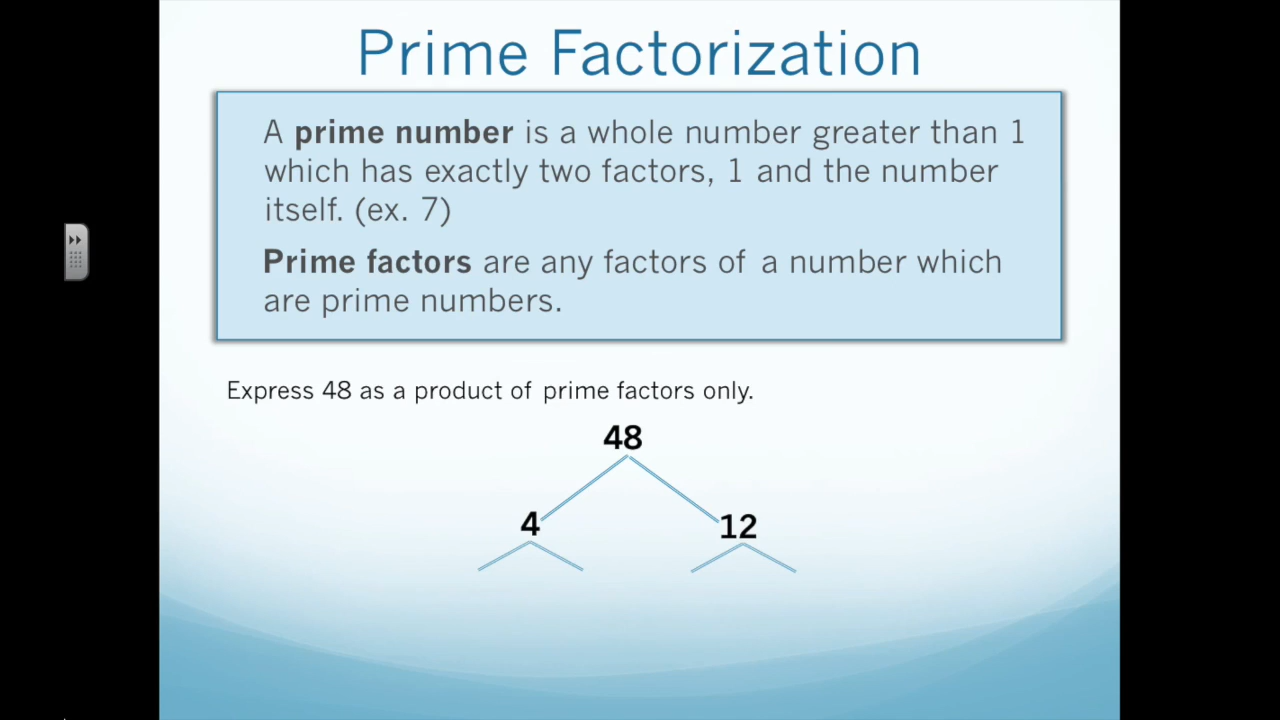 Prime Factorization
A prime number is a whole number greater than 1
which has exactly two factors, 1 and the number
itself. (ex. 7)
Prime factors are any factors of a number which
are prime numbers.
Express 48 as a product of prime factors only.
48
4 12